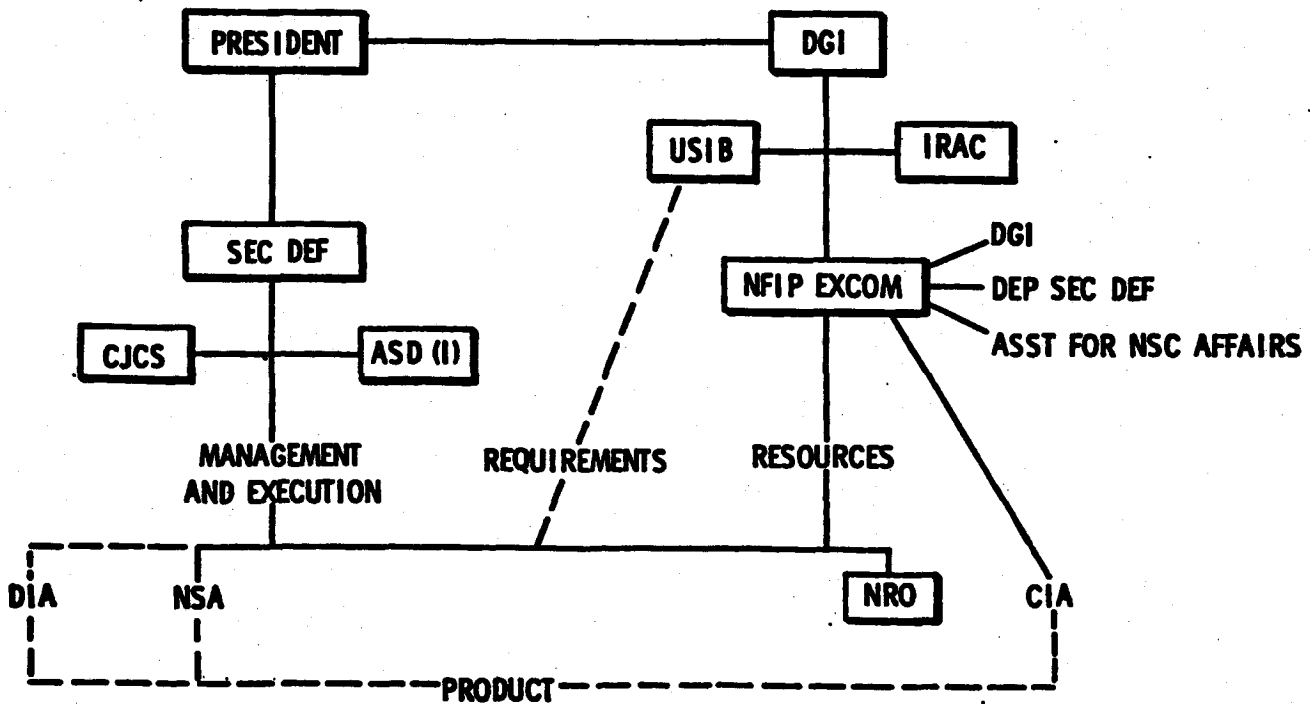 PRESIDENT
DGI
USIB
IRAC
SEC DEF
NFIP EXCOM
DGI
DEP SEC DEF
ASST FOR NSC AFFAIRS
CJCS
ASD (I)
MANAGEMENT
AND EXECUTION
REQUIREMENTS
RESOURCES
DIA
NSA
NRO
CIA
PRODUCT